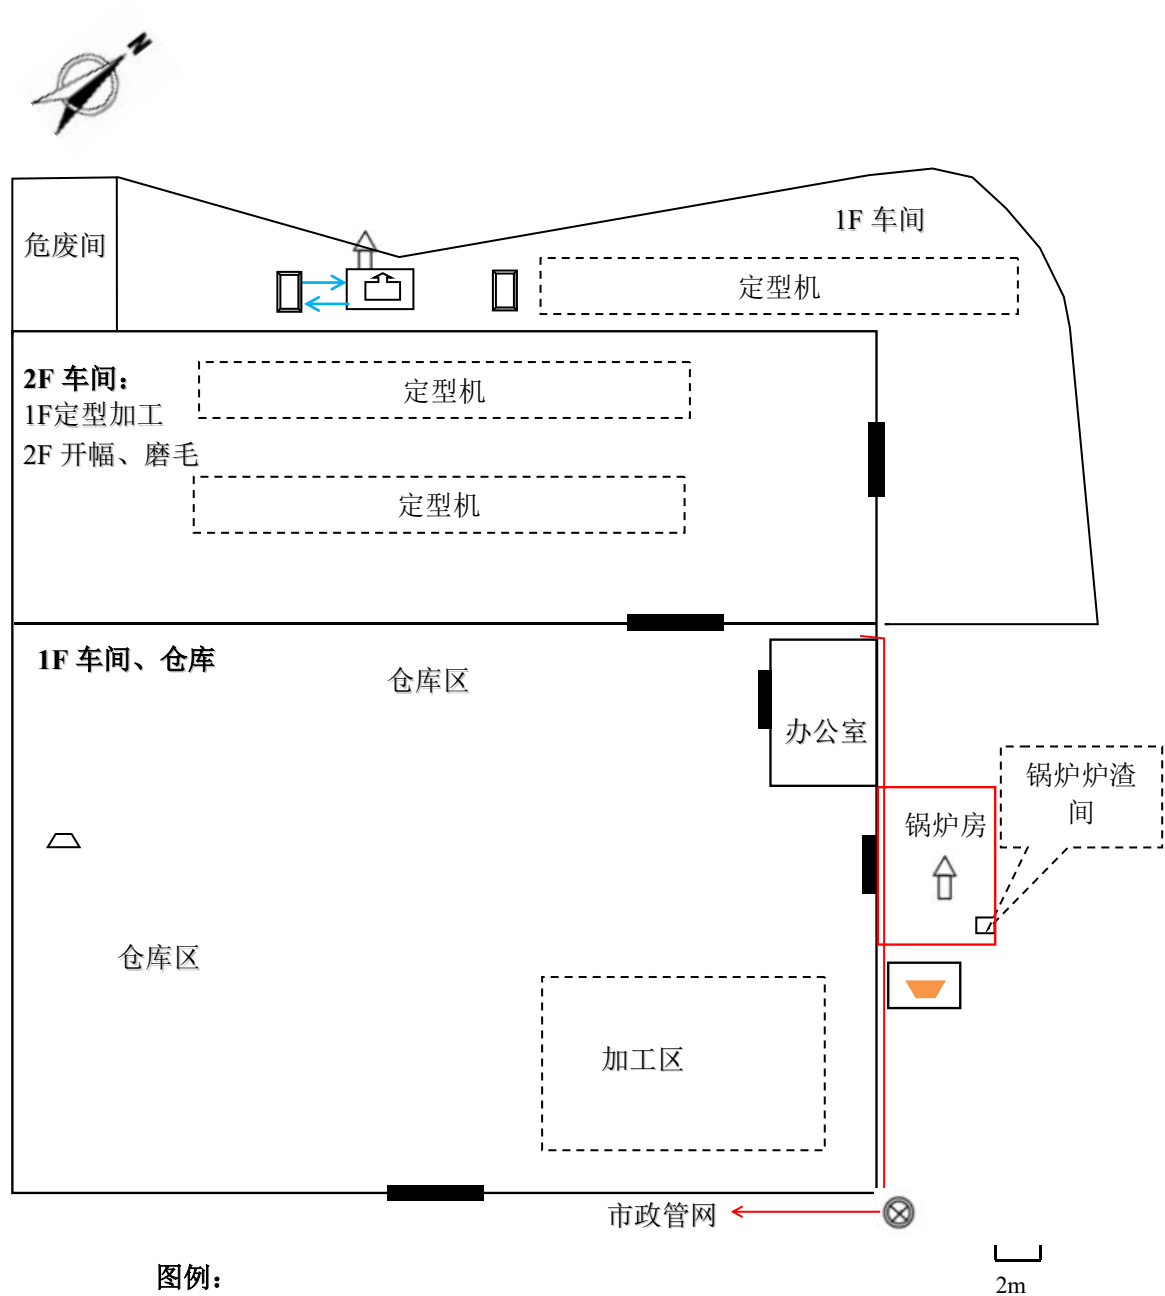 N
1F 车间
危废间
定型机
2F 车间：
1F定型加工
2F 开幅、磨毛
定型机
定型机
1F 车间、仓库
仓库区
办公室
锅炉炉渣
间
锅炉房
仓库区
加工区
市政管网
图例：
2m